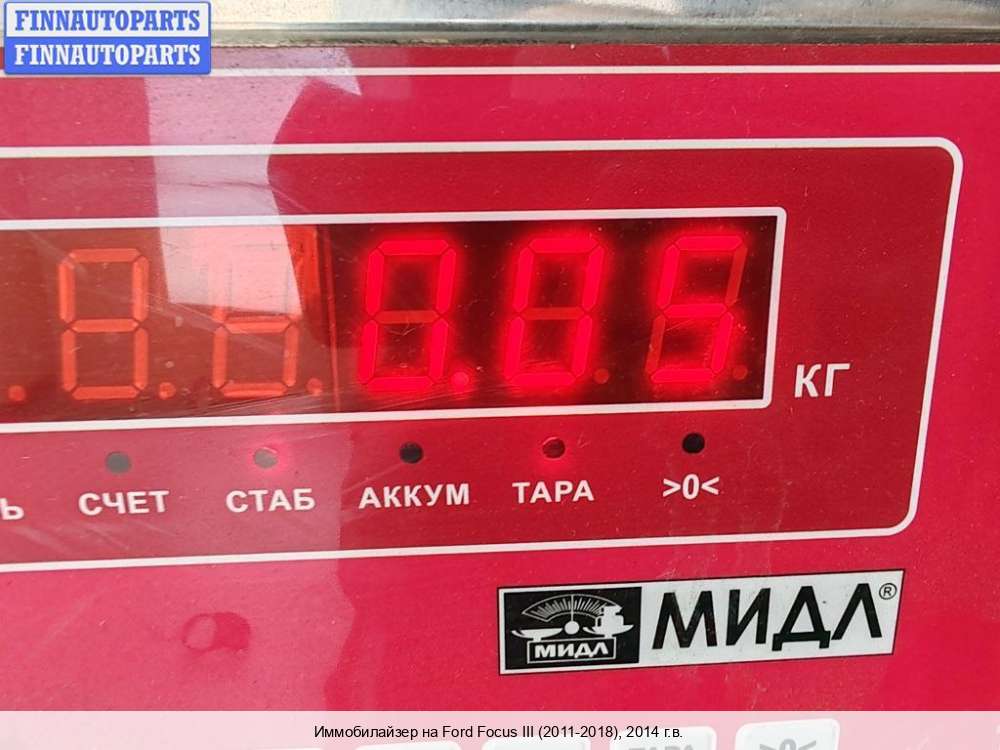 FINNAUTOPARTS
FINNAUTOPARTS
0.05
КГ
СЧЕТ СТАБ АККУМ ТАРА >0<
МИДЛ
МИДЛ®
Иммобилайзер на Ford Focus III (2011-2018), 2014 г.в.